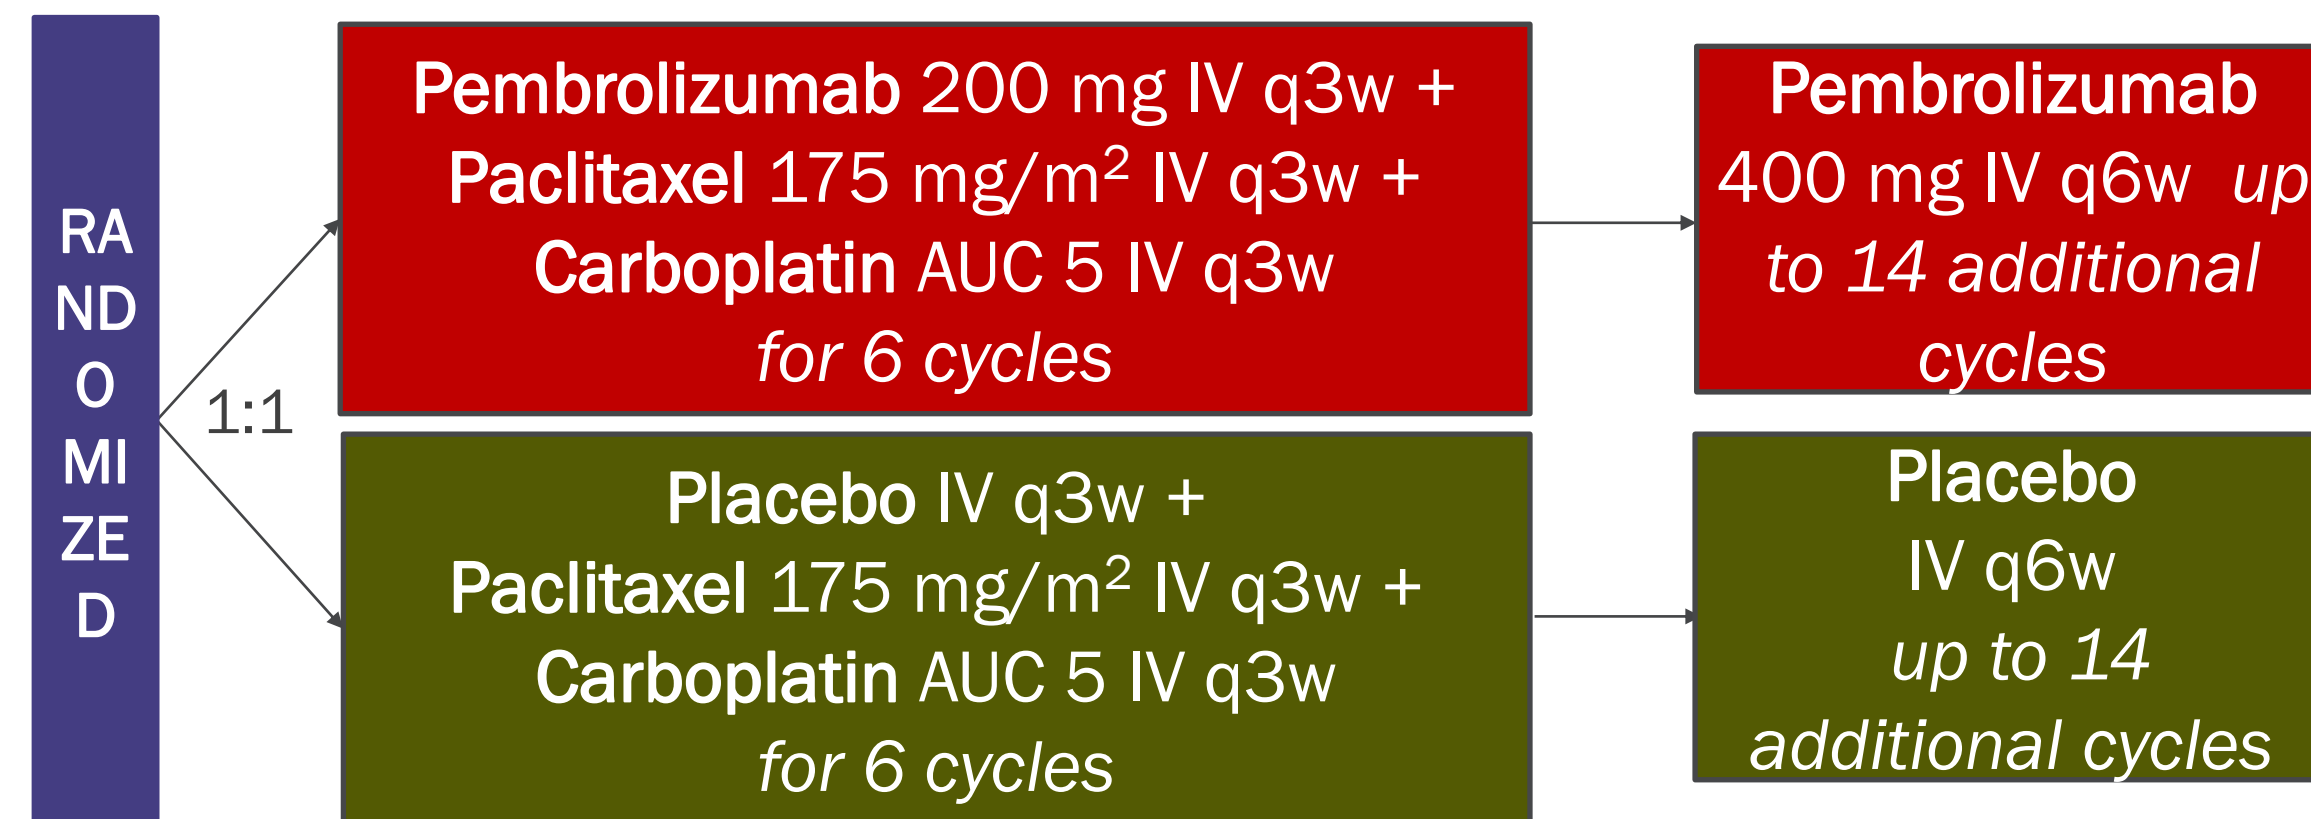 RA
ND
O
MI
ZE
D
1:1
Pembrolizumab 200 mg IV q3w +
Paclitaxel 175 mg/m² IV q3w +
Carboplatin AUC 5 IV q3w
for 6 cycles
Pembrolizumab
400 mg IV q6w up
to 14 additional
cycles
Placebo IV q3w +
Paclitaxel 175 mg/m² IV q3w +
Carboplatin AUC 5 IV q3w
for 6 cycles
Placebo
IV q6w
up to 14
additional cycles